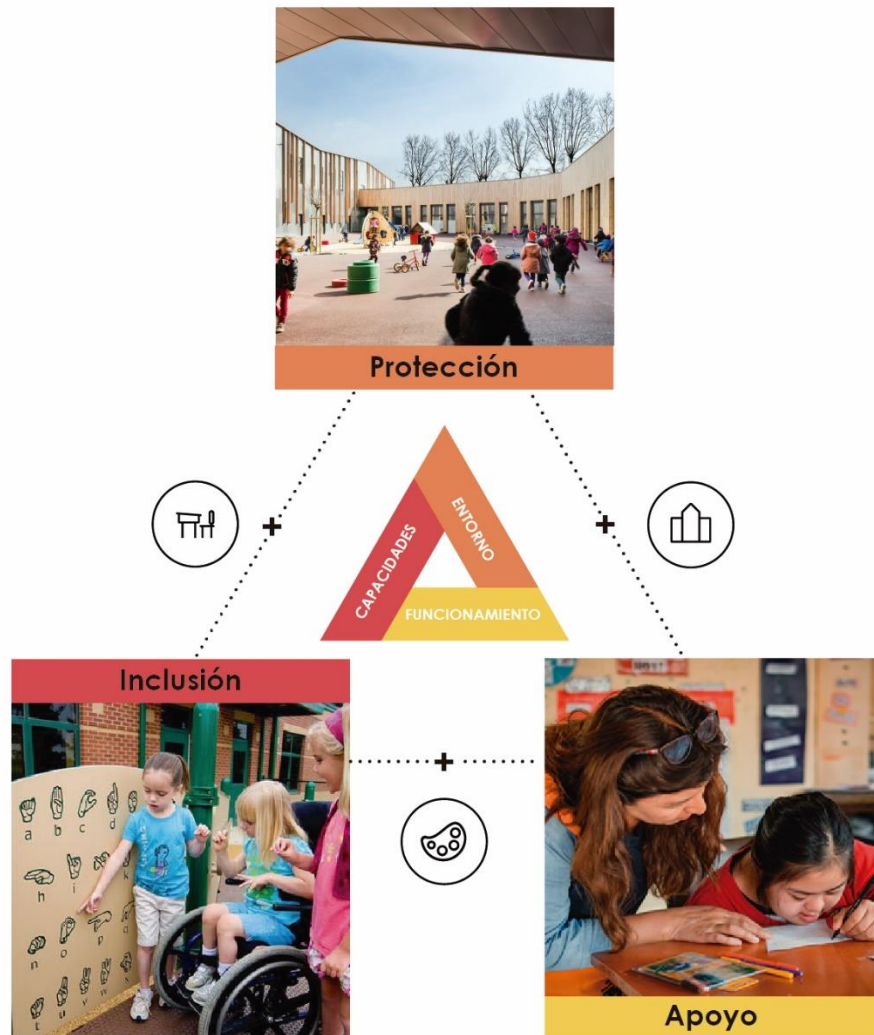 Protección
ENTORNO
CAPACIDADES
FUNCIONAMIENTO
Inclusión
a b c d
h i k
n o p q
t u v w x
Apoyo